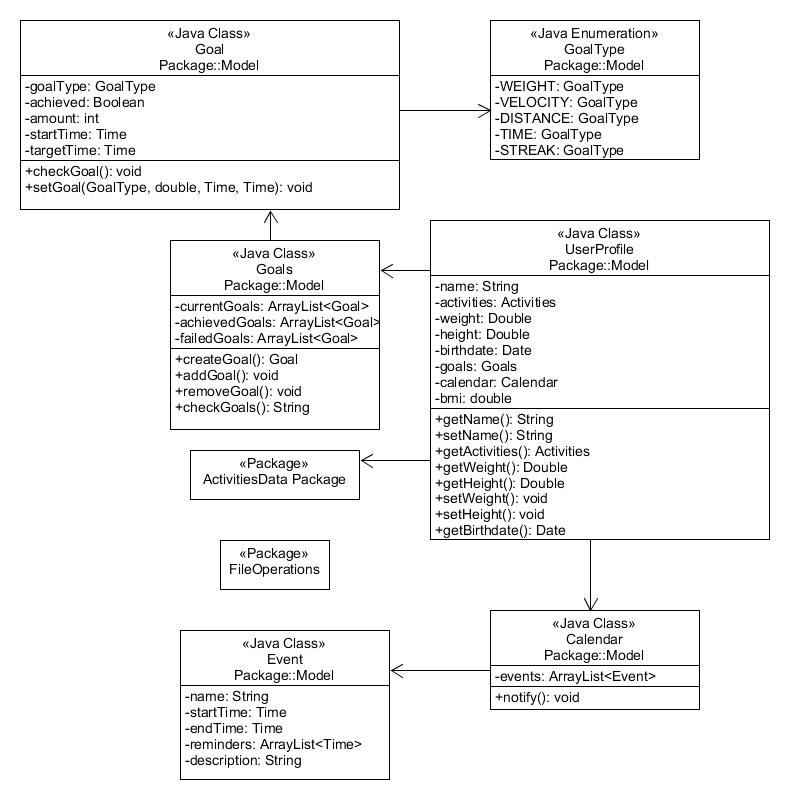 «Java Class»
Goal
Package::Model
-goalType: GoalType
-achieved: Boolean
-amount: int
-startTime: Time
-targetTime: Time
+checkGoal(): void
+setGoal(GoalType, double, Time, Time): void
«Java Enumeration»
GoalType
Package::Model
-WEIGHT: GoalType
-VELOCITY: GoalType
-DISTANCE: GoalType
-TIME: GoalType
-STREAK: GoalType
«Java Class»
Goals
Package::Model
-currentGoals: ArrayList<Goal>
-achievedGoals: ArrayList<Goal>
-failedGoals: ArrayList<Goal>
+createGoal(): Goal
+addGoal(): void
+removeGoal(): void
+checkGoals(): String
«Java Class»
UserProfile
Package::Model
-name: String
-activities: Activities
-weight: Double
-height: Double
-birthdate: Date
-goals: Goals
-calendar: Calendar
-bmi: double
+getName(): String
+setName(): String
+getActivities(): Activities
+getWeight(): Double
+getHeight(): Double
+setWeight(): void
+setHeight(): void
+getBirthdate(): Date
«Package»
ActivitiesData Package
«Package»
FileOperations
«Java Class»
Calendar
Package::Model
-events: ArrayList<Event>
+notify(): void
«Java Class»
Event
Package::Model
-name: String
-startTime: Time
-endTime: Time
-reminders: ArrayList<Time>
-description: String